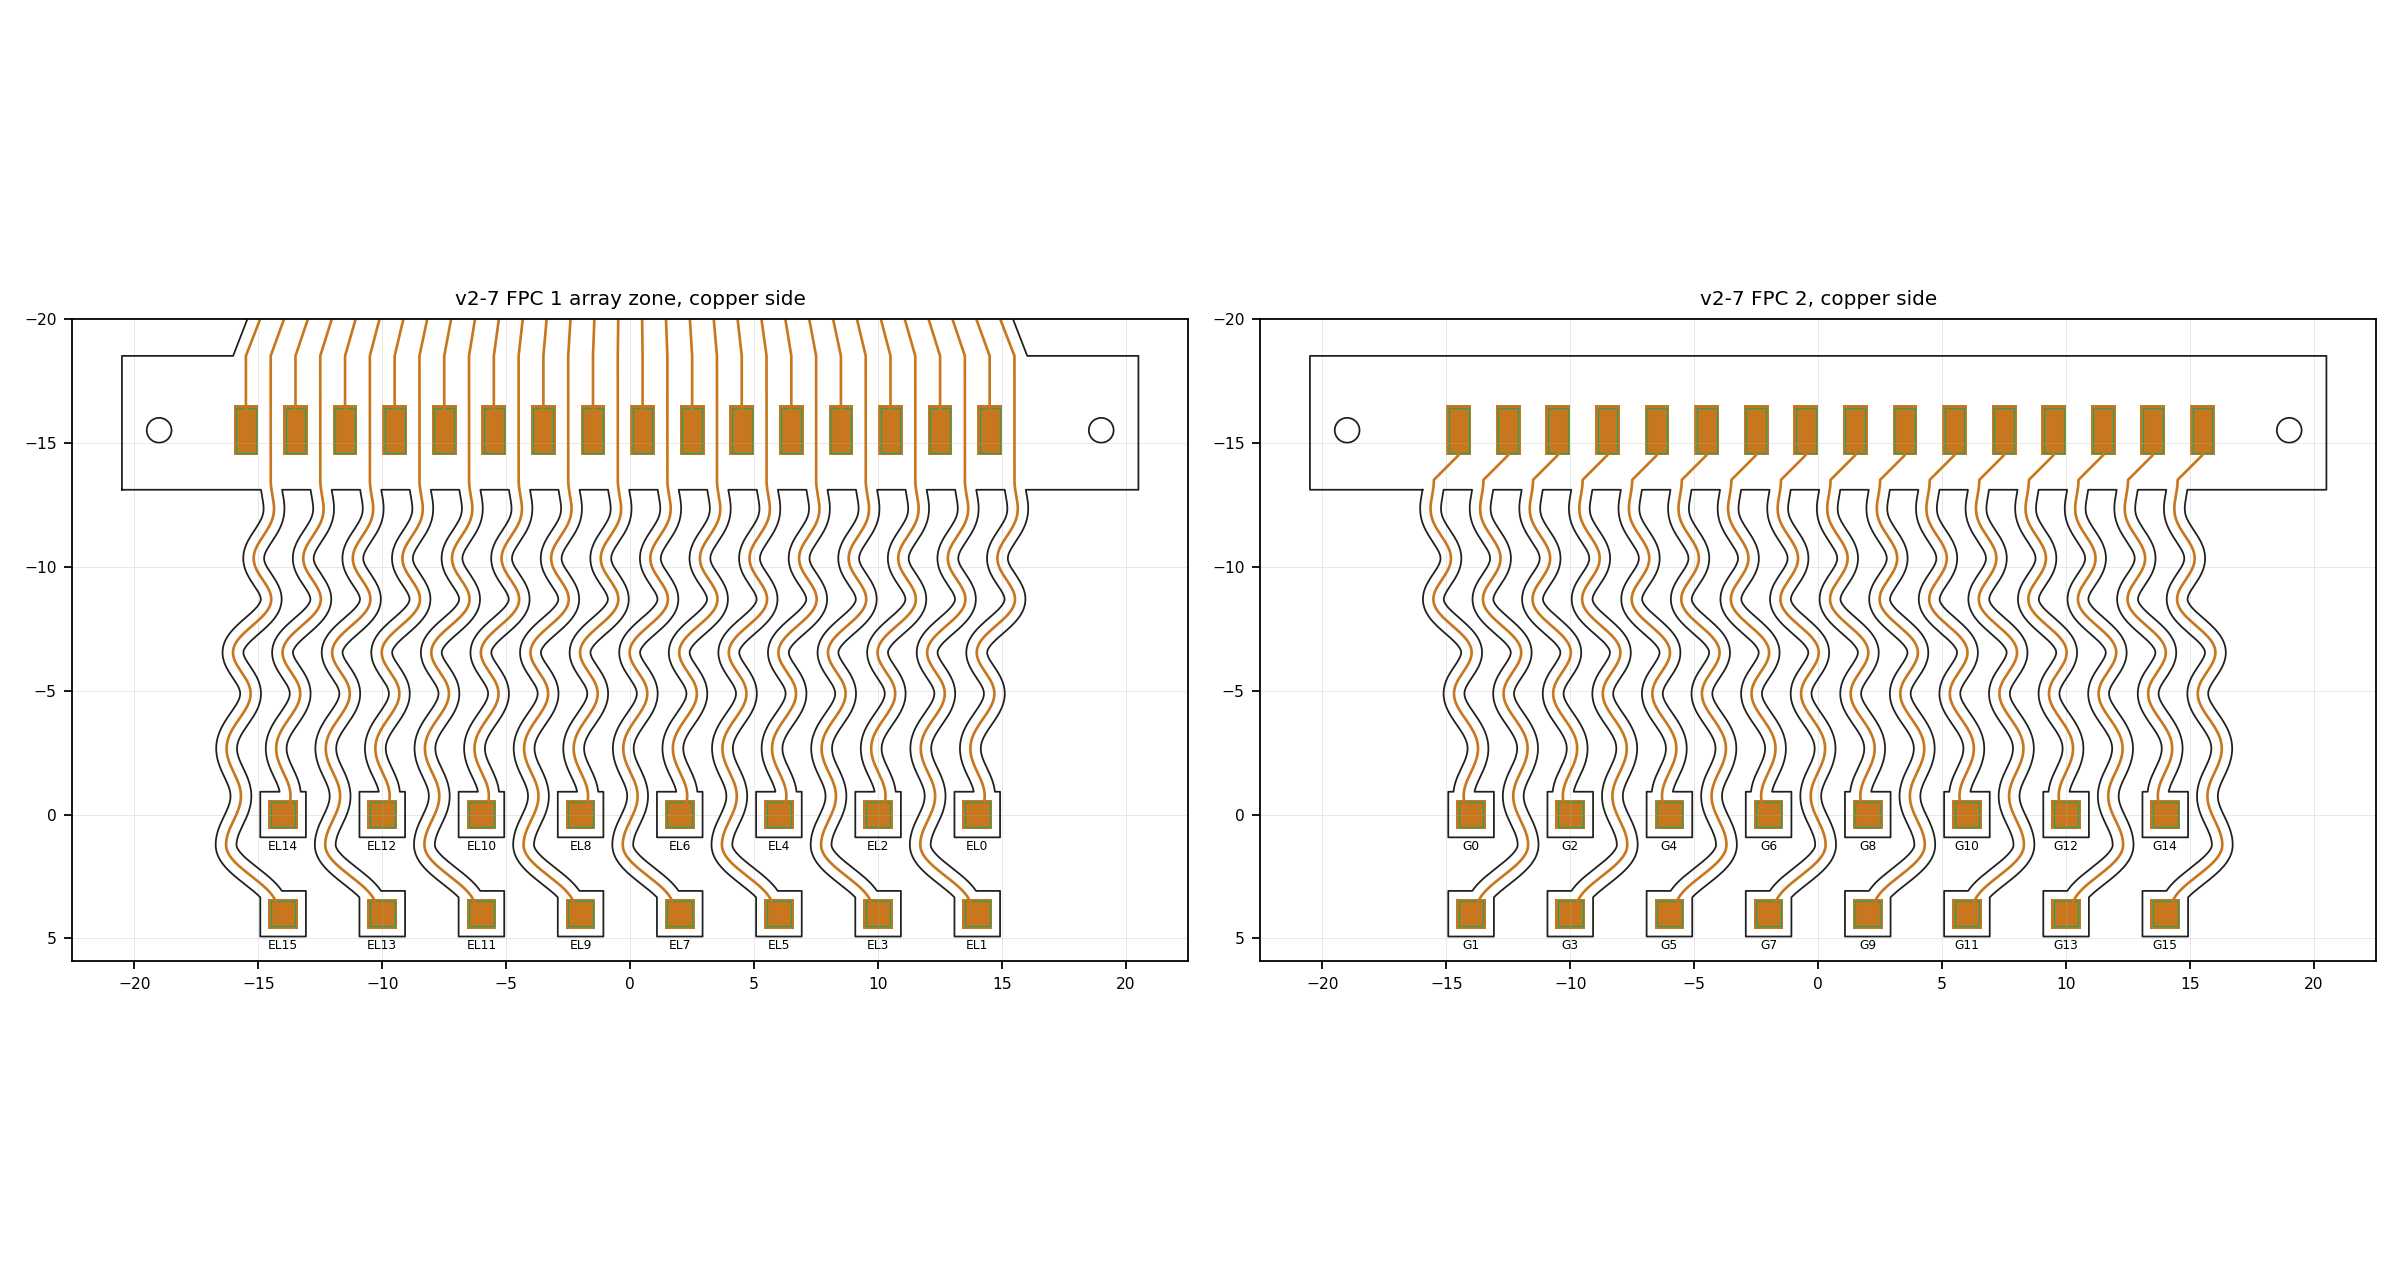 v2-7 FPC 1 array zone, copper side
−20
−15
−10
−5
0
5
EL14 EL12 EL10 EL8 EL6 EL4 EL2 EL0
EL15 EL13 EL11 EL9 EL7 EL5 EL3 EL1
−20 −15 −10 −5 0 5 10 15 20
v2-7 FPC 2, copper side
−20
−15
−10
−5
0
5
G0 G2 G4 G6 G8 G10 G12 G14
G1 G3 G5 G7 G9 G11 G13 G15
−20 −15 −10 −5 0 5 10 15 20